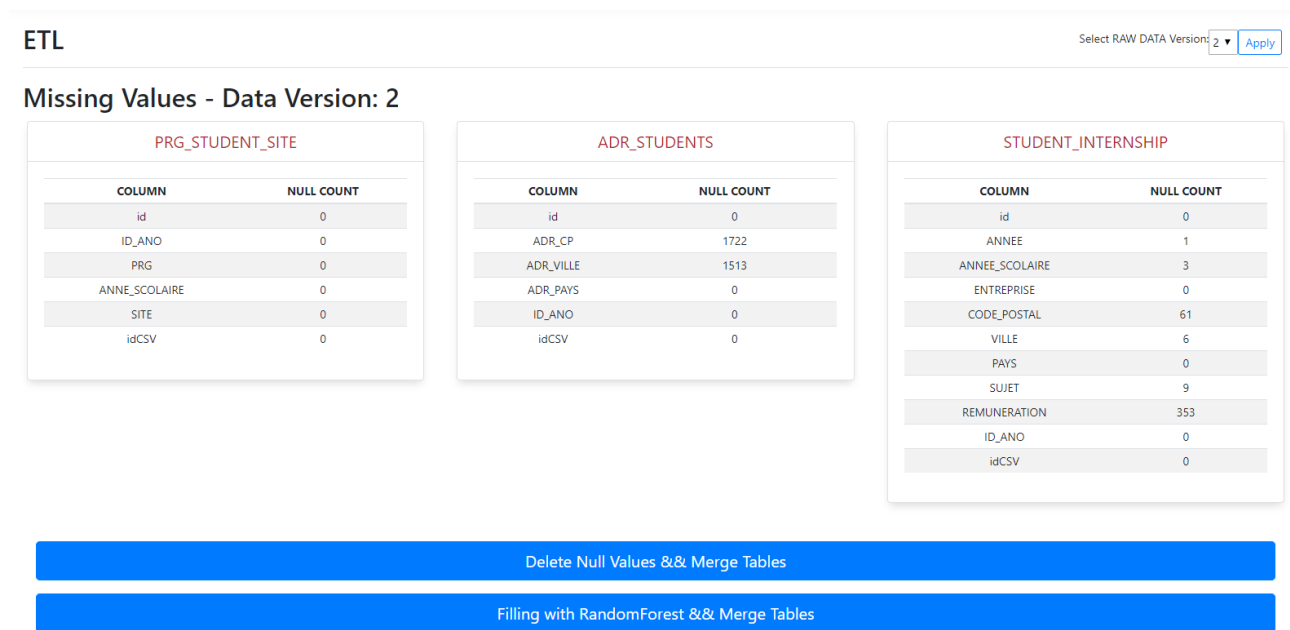 ETL
Select RAW DATA Version: 2 ▼ Apply
Missing Values - Data Version: 2
PRG_STUDENT_SITE
COLUMN NULL COUNT
id 0
ID_ANO 0
PRG 0
ANNE_SCOLAIRE 0
SITE 0
idCSV 0
ADR_STUDENTS
COLUMN NULL COUNT
id 0
ADR_CP 1722
ADR_VILLE 1513
ADR_PAYS 0
ID_ANO 0
idCSV 0
STUDENT_INTERNSHIP
COLUMN NULL COUNT
id 0
ANNEE 1
ANNEE_SCOLAIRE 3
ENTREPRISE 0
CODE_POSTAL 61
VILLE 6
PAYS 0
SUJET 9
REMUNERATION 353
ID_ANO 0
idCSV 0
Delete Null Values && Merge Tables
Filling with RandomForest && Merge Tables